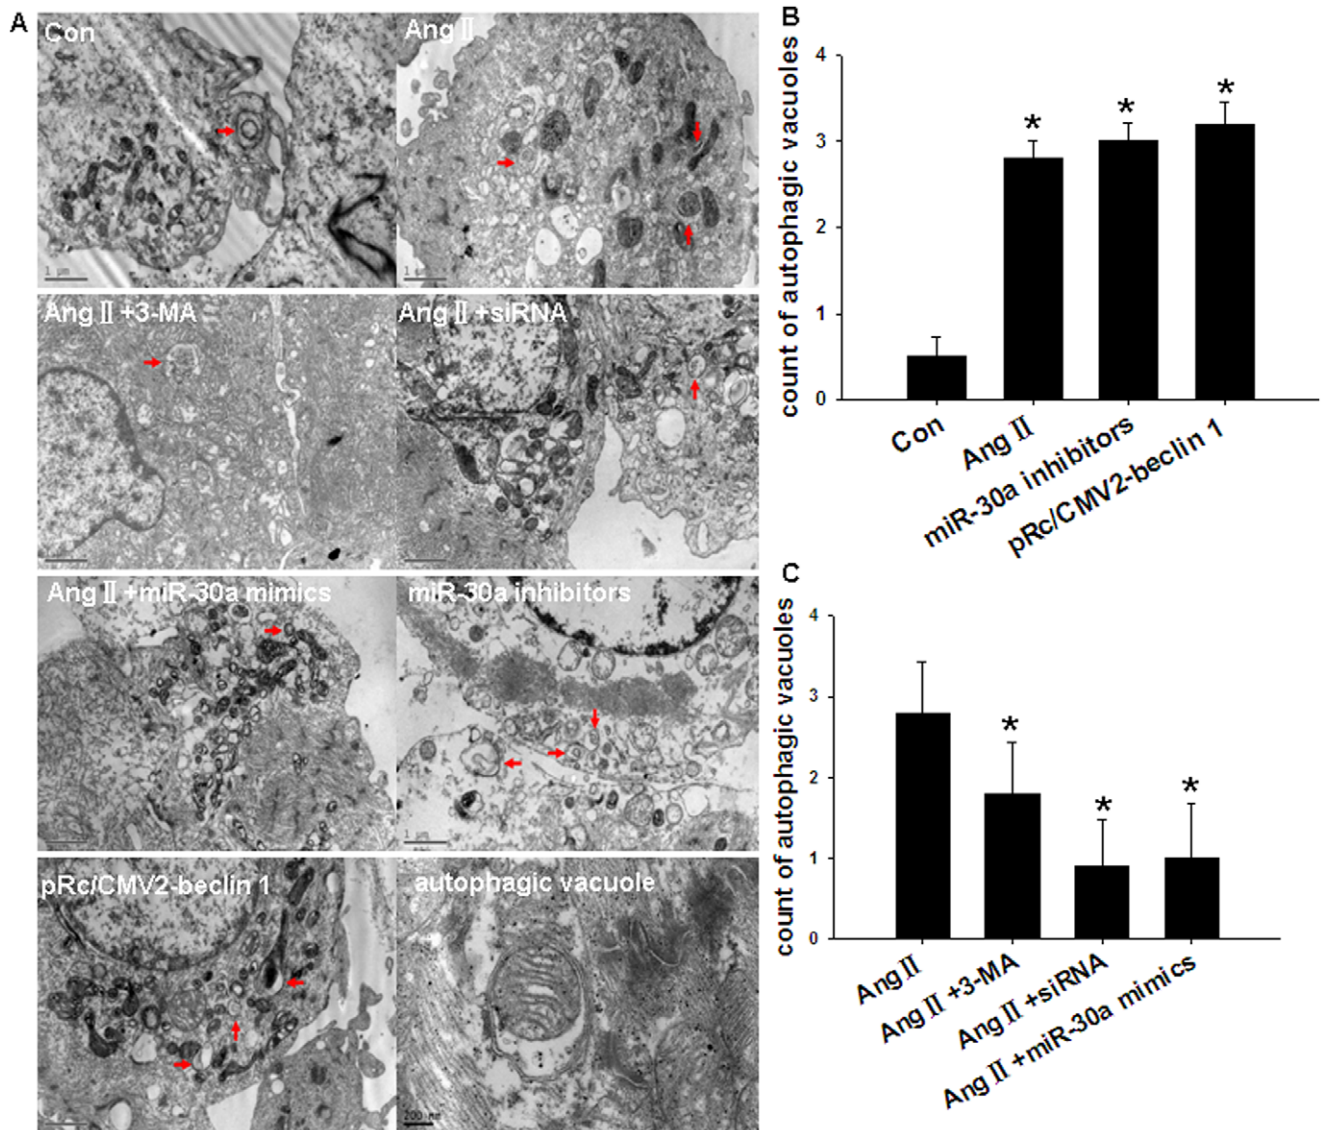 A
Con
Ang Ⅱ
1 μm
1 μm
Ang Ⅱ +3-MA
Ang Ⅱ +siRNA
Ang Ⅱ +miR-30a mimics
miR-30a inhibitors
1 μm
pRc/CMV2-beclin 1
autophagic vacuole
200 nm
B
count of autophagic vacuoles
4
3
2
1
0
*
*
*
Con
Ang Ⅱ
miR-30a inhibitors
pRc/CMV2-beclin 1
C
count of autophagic vacuoles
4
3
2
1
0
*
*
*
Ang Ⅱ
Ang Ⅱ +3-MA
Ang Ⅱ +siRNA
Ang Ⅱ +miR-30a mimics